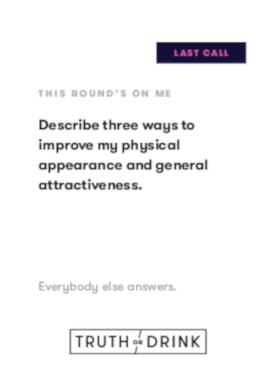 LAST CALL
THIS ROUND'S ON ME
Describe three ways to
improve my physical
appearance and general
attractiveness.
Everybody else answers.
TRUTH OR DRINK